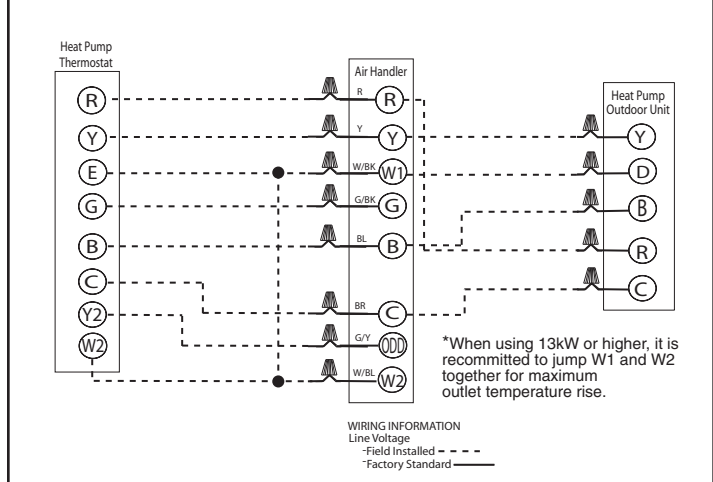 Heat Pump
Thermostat
R
Y
E
G
B
C
Y2
W2
Air Handler
R
R
Y
Y
W/BK
W1
G/BK
G
BL
B
BR
C
G/Y
ODD
W/BL
W2
Heat Pump
Outdoor Unit
Y
D
B
R
C
*When using 13kW or higher, it is
recommitted to jump W1 and W2
together for maximum
outlet temperature rise.
WIRING INFORMATION
Line Voltage
-Field Installed
-Factory Standard